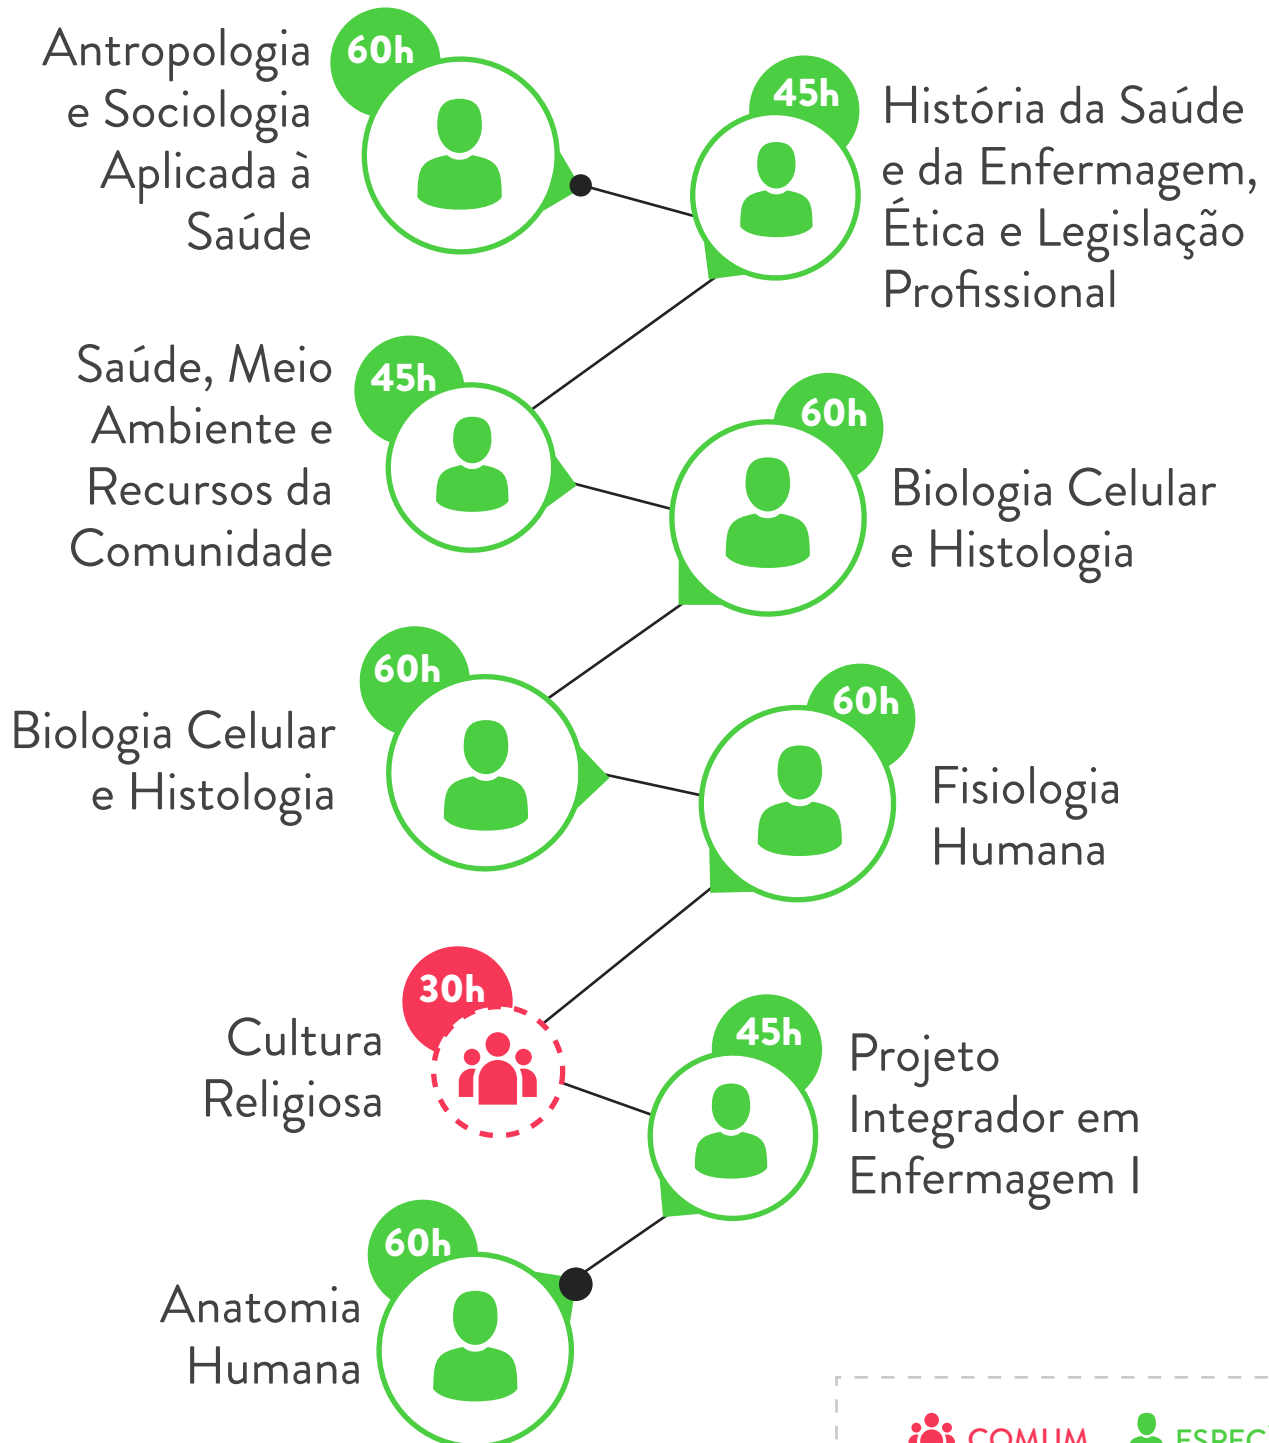 60h
Antropologia
e Sociologia
Aplicada à
Saúde
45h
História da Saúde
e da Enfermagem,
Ética e Legislação
Profissional
45h
Saúde, Meio
Ambiente e
Recursos da
Comunidade
60h
Biologia Celular
e Histologia
60h
Biologia Celular
e Histologia
60h
Fisiologia
Humana
30h
Cultura
Religiosa
45h
Projeto
Integrador em
Enfermagem I
60h
Anatomia
Humana
COMUM